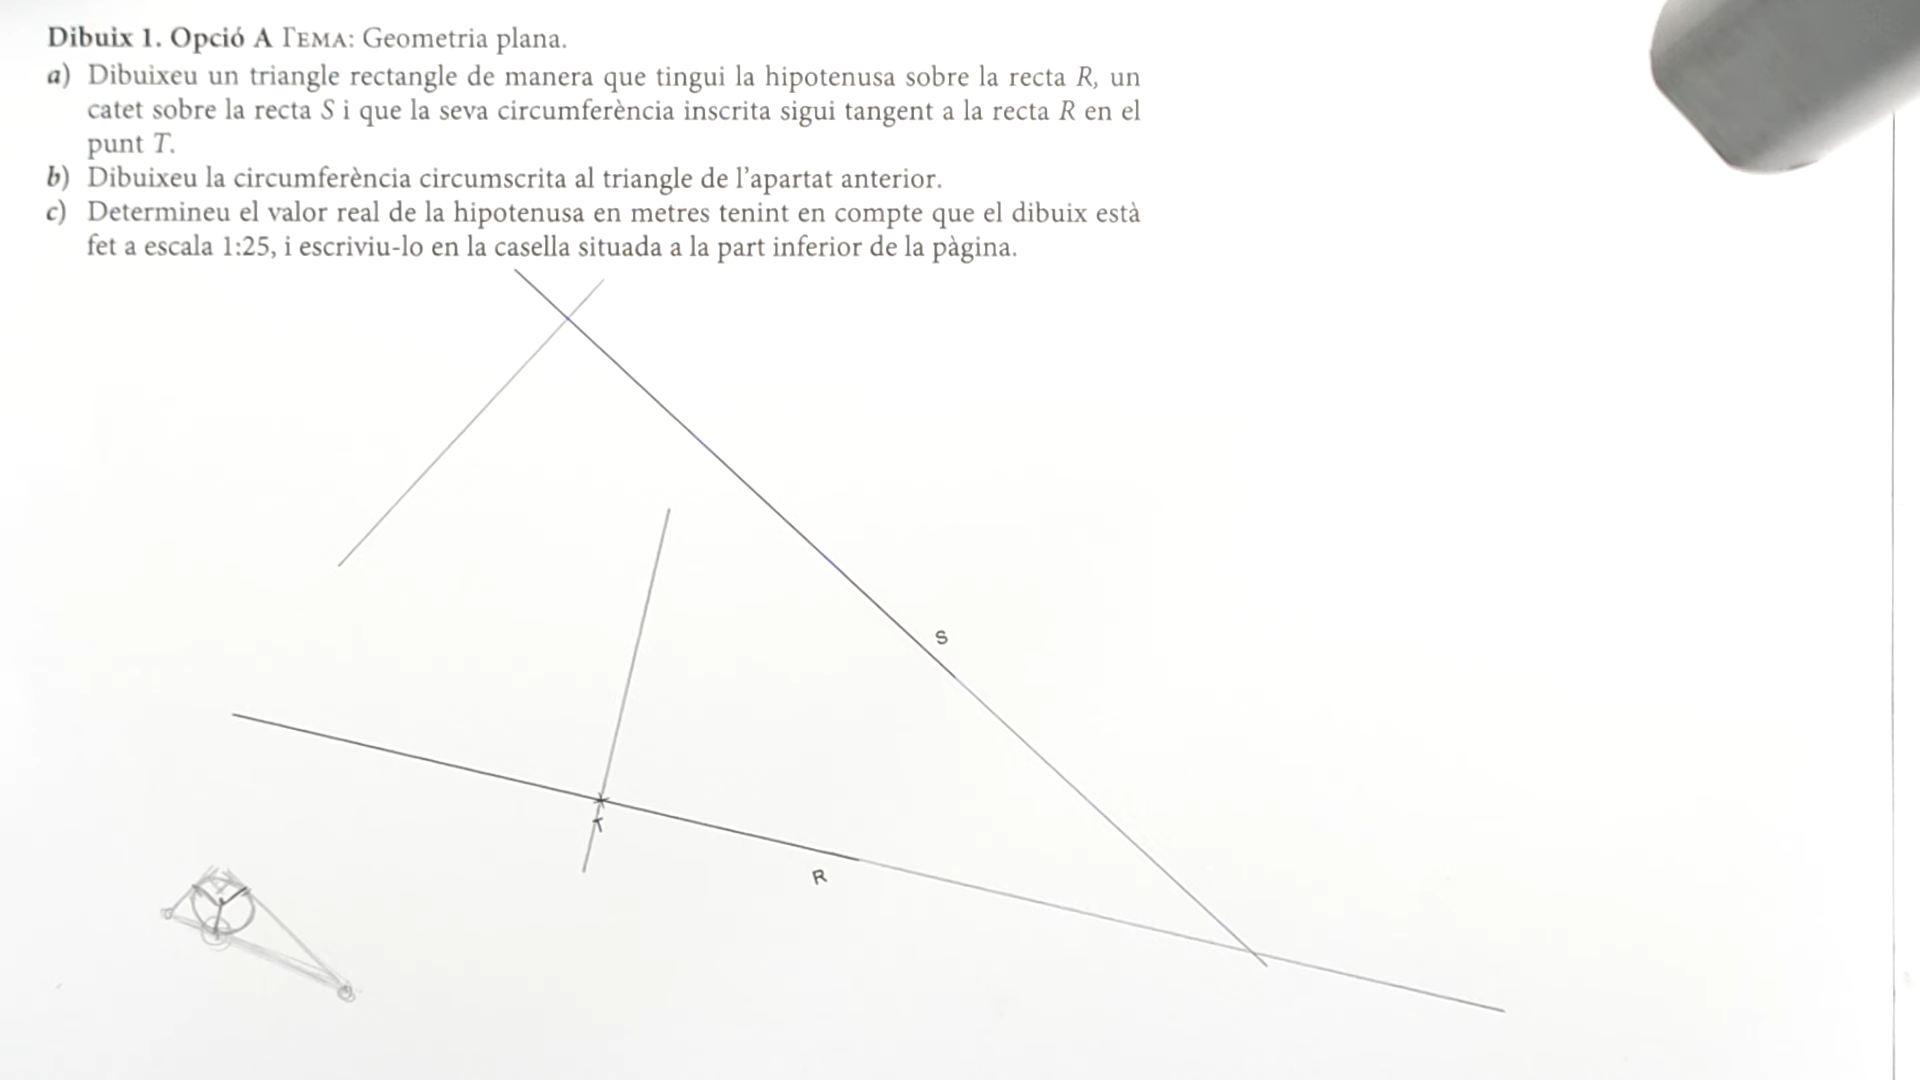 Dibuix 1. Opció A TEMA: Geometria plana.
a) Dibuixeu un triangle rectangle de manera que tingui la hipotenusa sobre la recta R, un
catet sobre la recta S i que la seva circumferència inscrita sigui tangent a la recta R en el
punt T.
b) Dibuixeu la circumferència circumscrita al triangle de l’apartat anterior.
c) Determineu el valor real de la hipotenusa en metres tenint en compte que el dibuix està
fet a escala 1:25, i escriviu-lo en la casella situada a la part inferior de la pàgina.
S
T
R